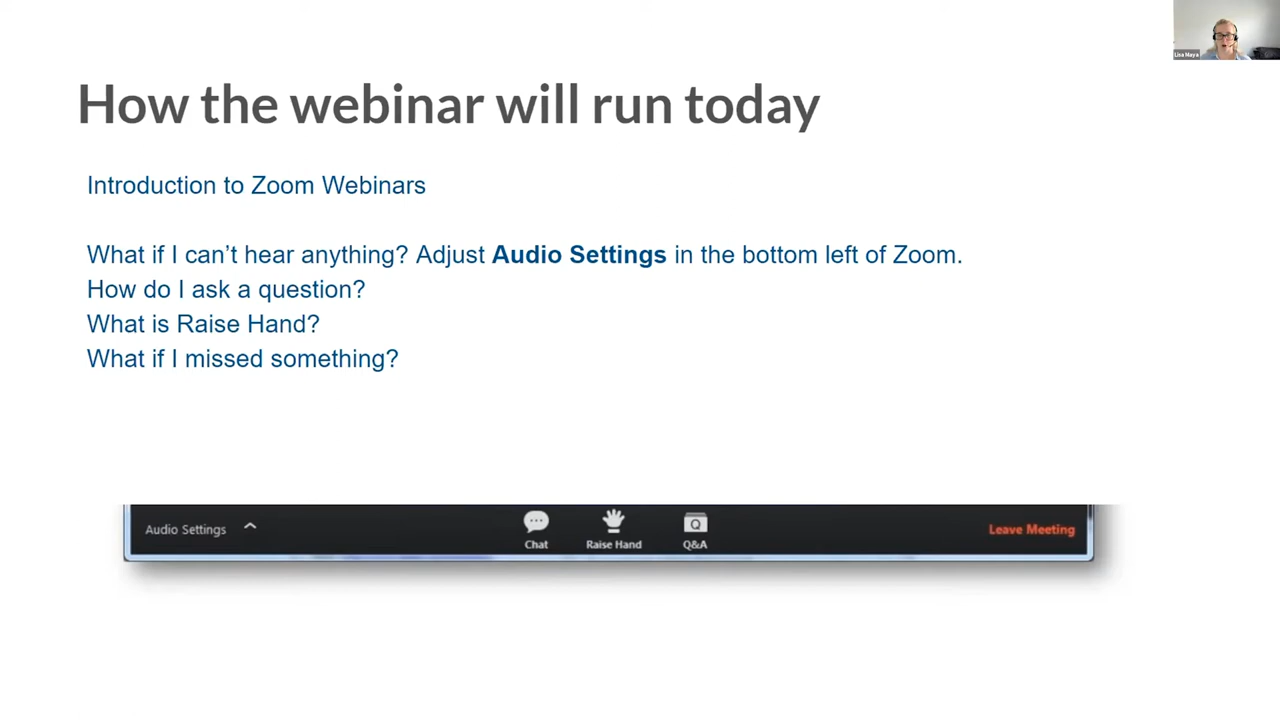 Lisa Maya
How the webinar will run today
Introduction to Zoom Webinars
What if I can’t hear anything? Adjust Audio Settings in the bottom left of Zoom.
How do I ask a question?
What is Raise Hand?
What if I missed something?
Audio Settings
Chat
Raise Hand
Q
Q&A
Leave Meeting